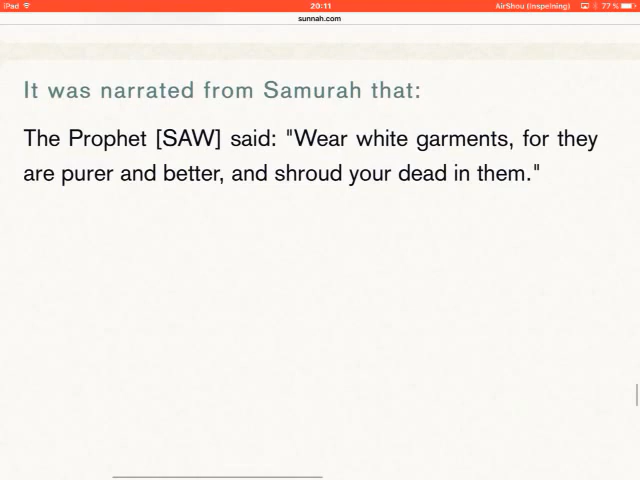 iPad 20:11 AirShou (Inspelning) 77 %
sunnah.com
It was narrated from Samurah that:
The Prophet [SAW] said: "Wear white garments, for they
are purer and better, and shroud your dead in them."